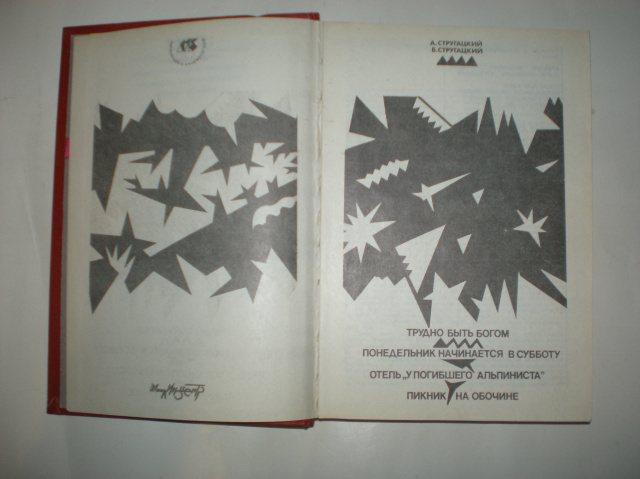 А. СТРУГАЦКИЙ
Б. СТРУГАЦКИЙ
ТРУДНО БЫТЬ БОГОМ
ПОНЕДЕЛЬНИК НАЧИНАЕТСЯ В СУББОТУ
ОТЕЛЬ „У ПОГИБШЕГО АЛЬПИНИСТА"
ПИКНИК НА ОБОЧИНЕ